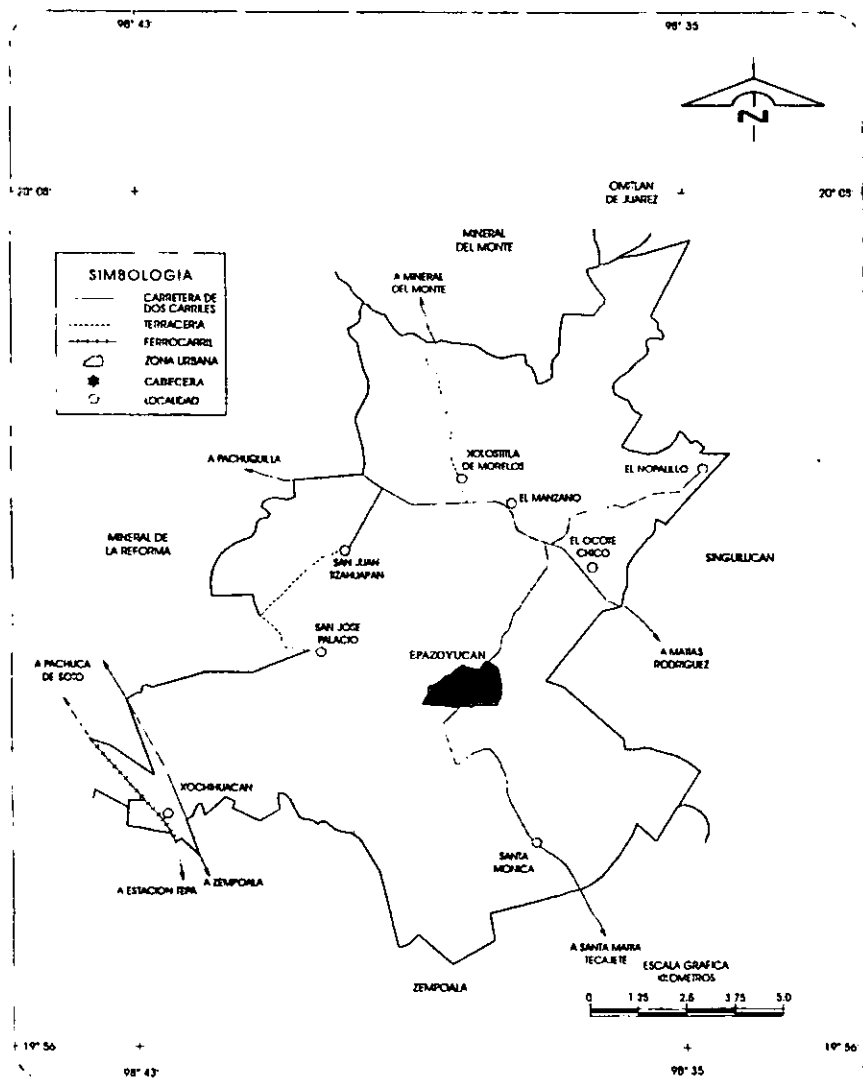 98° 43'
98° 35'
N
20° 08'
20° 08'
OMITLAN
DE JUAREZ
MINERAL
DEL MONTE
A MINERAL
DEL MONTE
SIMBOLOGIA
CARRETERA DE
DOS CARRILES
TERRACERIA
FERROCARRIL
ZONA URBANA
CABECERA
LOCALIDAD
A PACHUQUILLA
XOLOSTITLA
DE MORELOS
EL NOPALILLO
EL MANZANO
MINERAL DE
LA REFORMA
SAN JUAN
TIZAHUAPAN
EL OCOTE
CHICO
SINGUILUCAN
SAN JOSE
PALACIO
EPAZOYUCAN
A MATIAS
RODRIGUEZ
A PACHUCA
DE SOTO
XOCHIHUACAN
SANTA
MONICA
A ESTACION TEPA
A ZEMPOALA
A SANTA MARIA
TECAJETE
ESCALA GRAFICA
KILOMETROS
ZEMPOALA
0 1.25 2.5 3.75 5.0
19° 56'
19° 56'
98° 43'
98° 35'